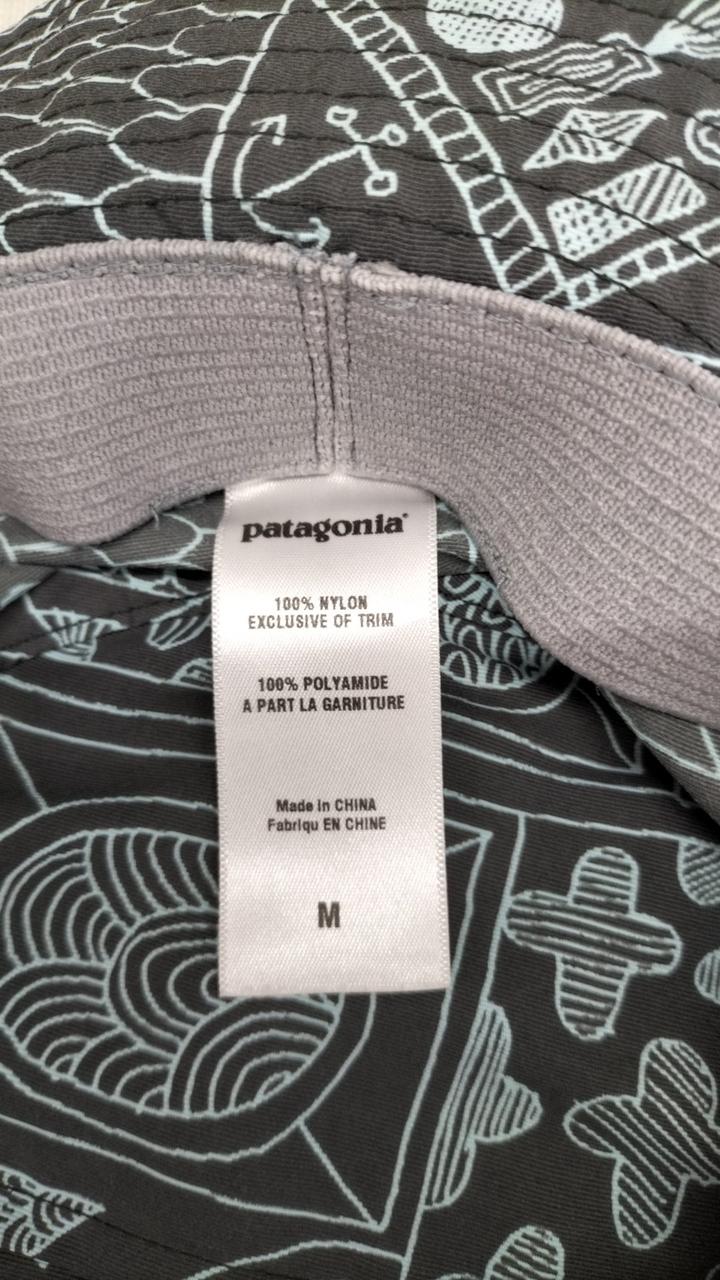 patagonia®
100% NYLON
EXCLUSIVE OF TRIM
100% POLYAMIDE
A PART LA GARNITURE
Made in CHINA
Fabriqu EN CHINE
M